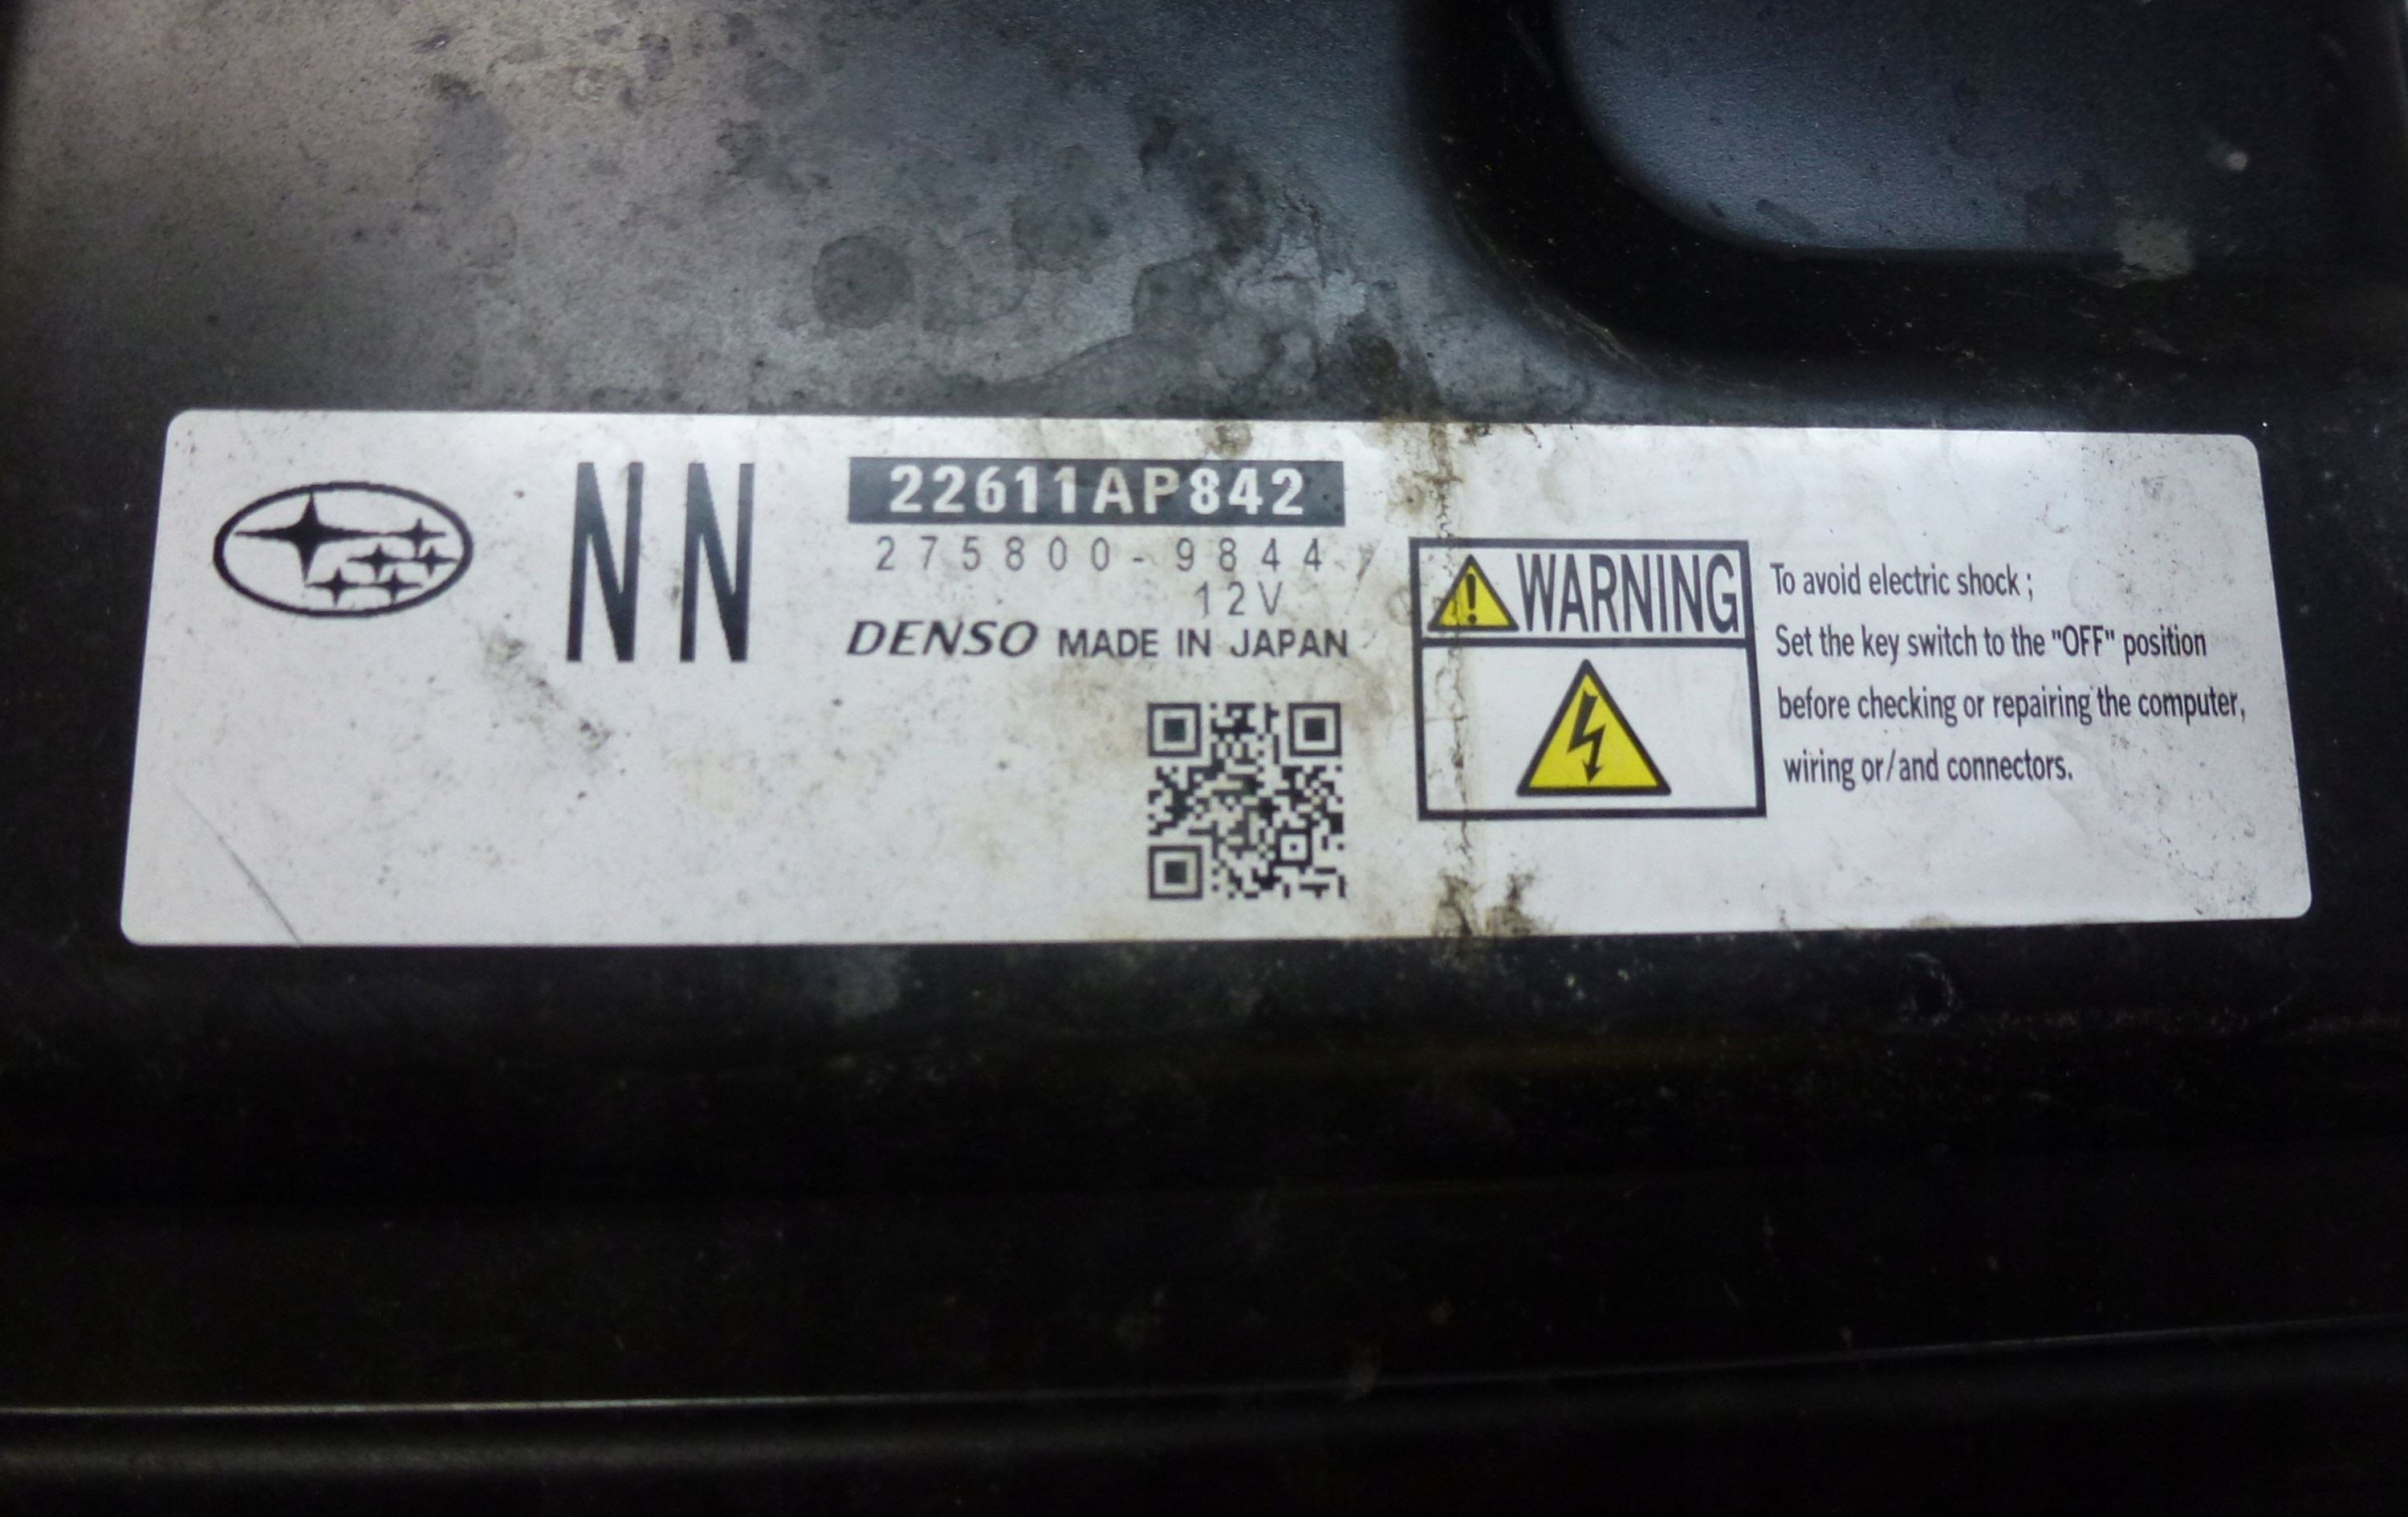 NN
22611AP842
275800-9844
12V
DENSO MADE IN JAPAN
WARNING
To avoid electric shock ;
Set the key switch to the "OFF" position
before checking or repairing the computer,
wiring or/and connectors.